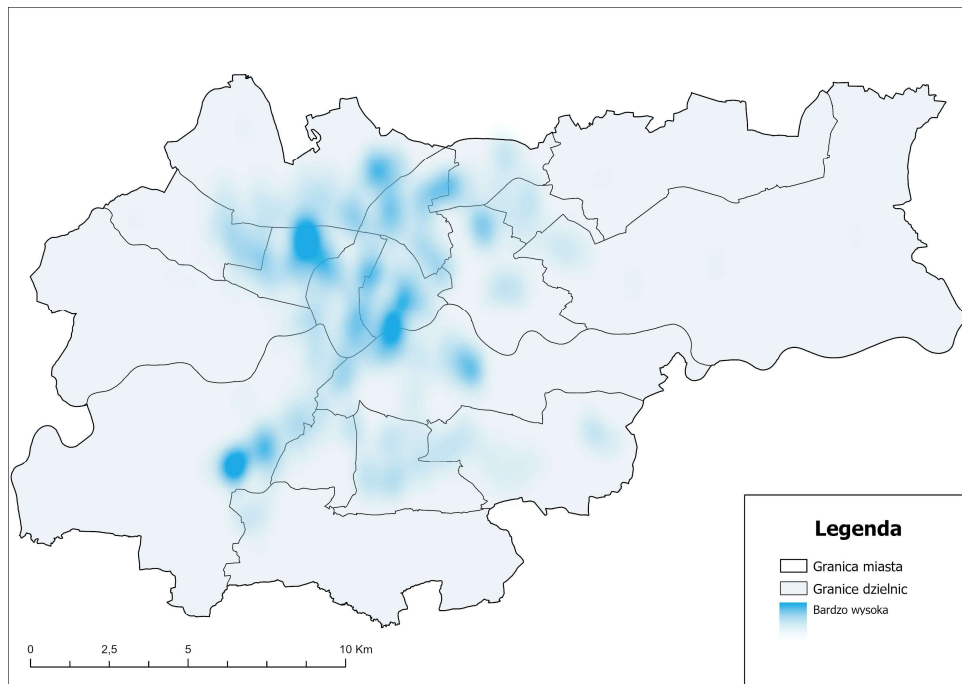 Legenda
Granica miasta
Granice dzielnic
Bardzo wysoka
0 2,5 5 10 Km